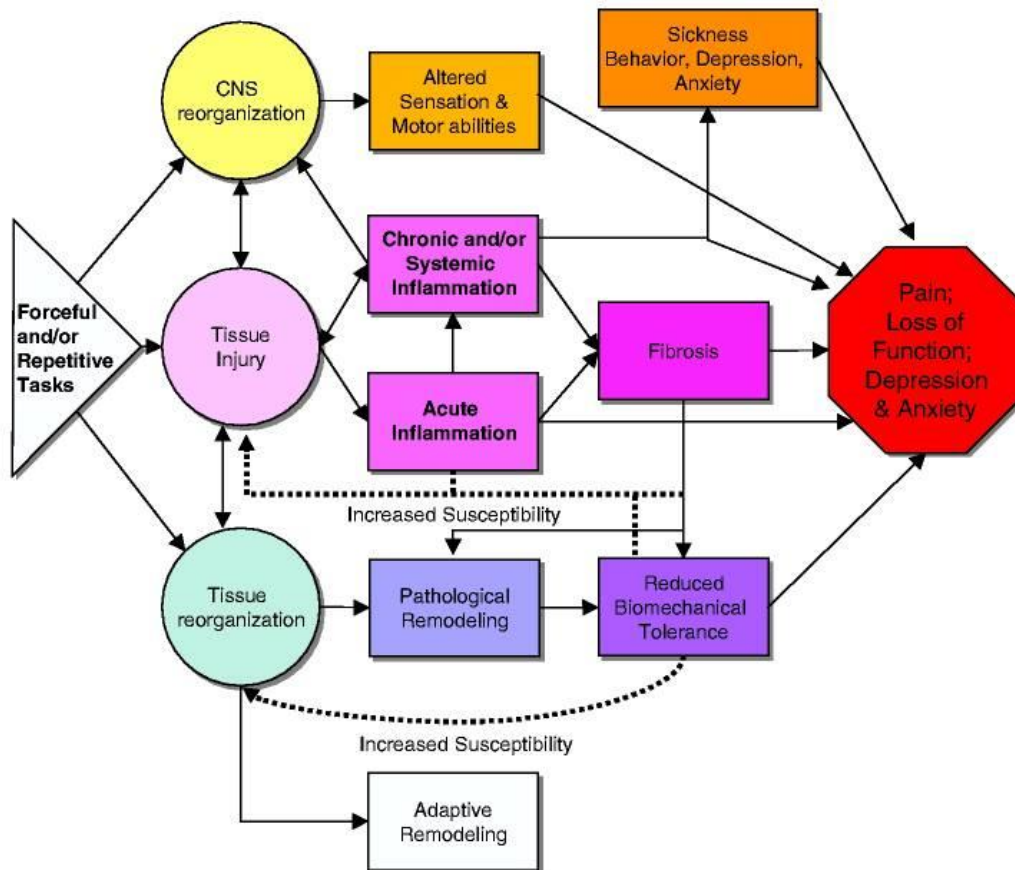 Sickness
Behavior, Depression,
Anxiety
CNS
reorganization
Altered
Sensation &
Motor abilities
Chronic and/or
Systemic
Inflammation
Forceful
and/or
Repetitive
Tasks
Tissue
Injury
Fibrosis
Pain;
Loss of
Function;
Depression
& Anxiety
Acute
Inflammation
Increased Susceptibility
Tissue
reorganization
Pathological
Remodeling
Reduced
Biomechanical
Tolerance
Increased Susceptibility
Adaptive
Remodeling